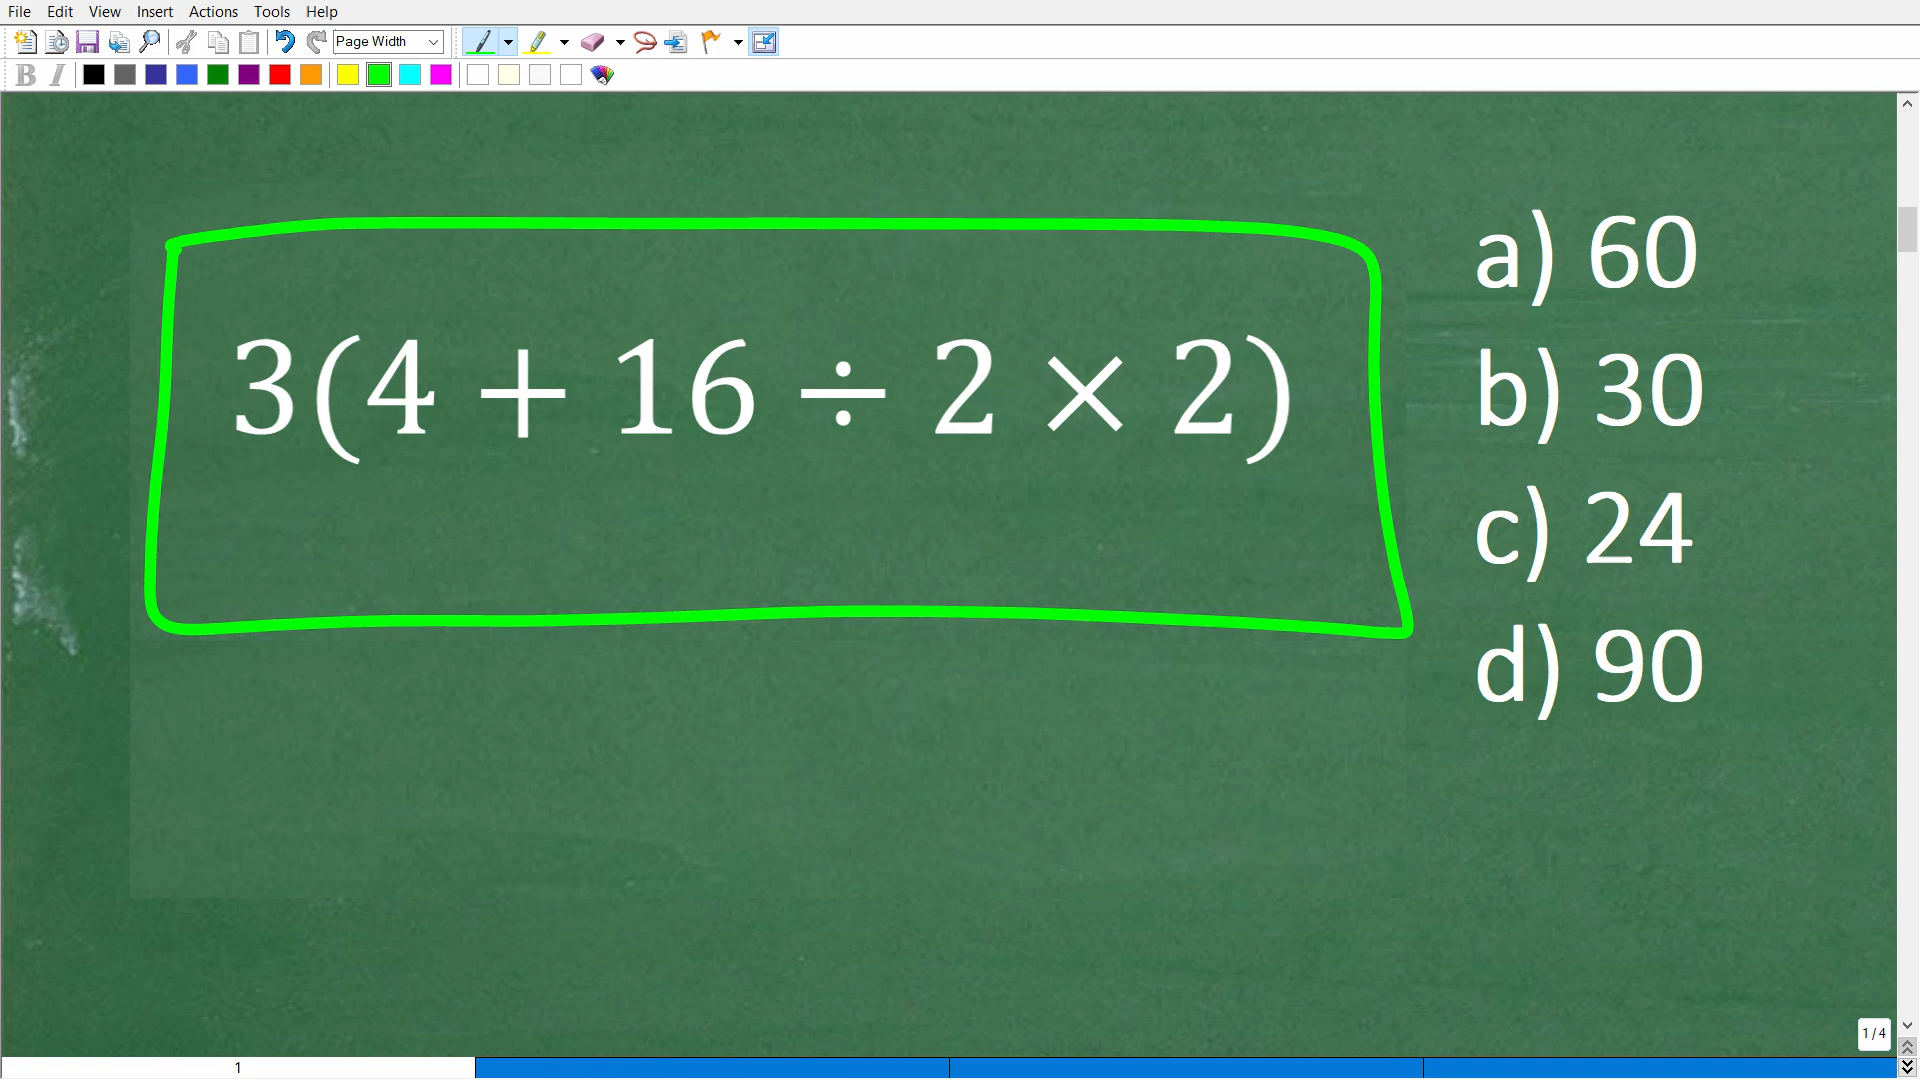 File Edit View Insert Actions Tools Help
Page Width
B I
3(4 + 16 ÷ 2 × 2)
a) 60
b) 30
c) 24
d) 90
1 / 4
1